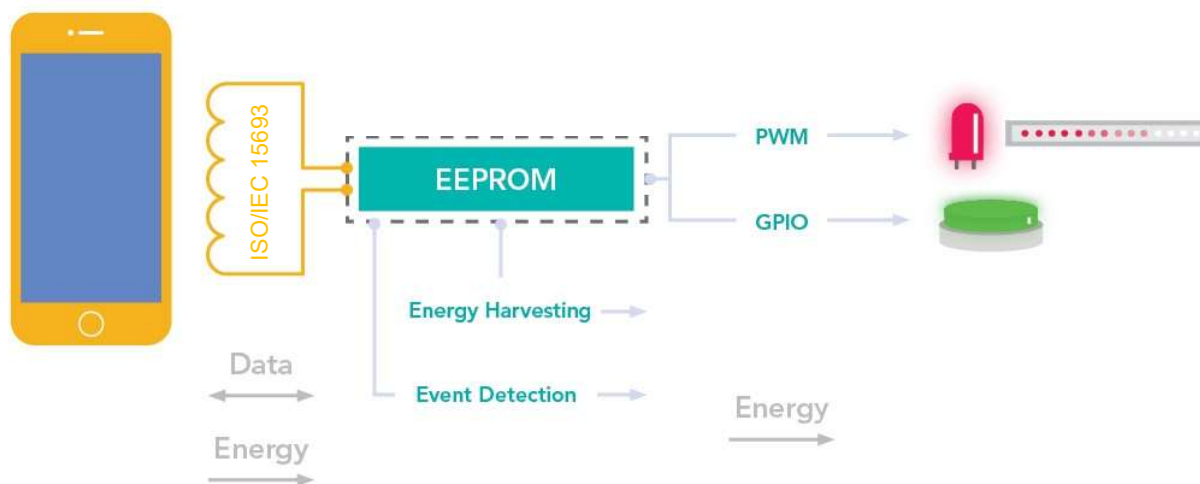 ISO/IEC 15693
EEPROM
PWM
GPIO
Energy Harvesting
Event Detection
Data
Energy
Energy